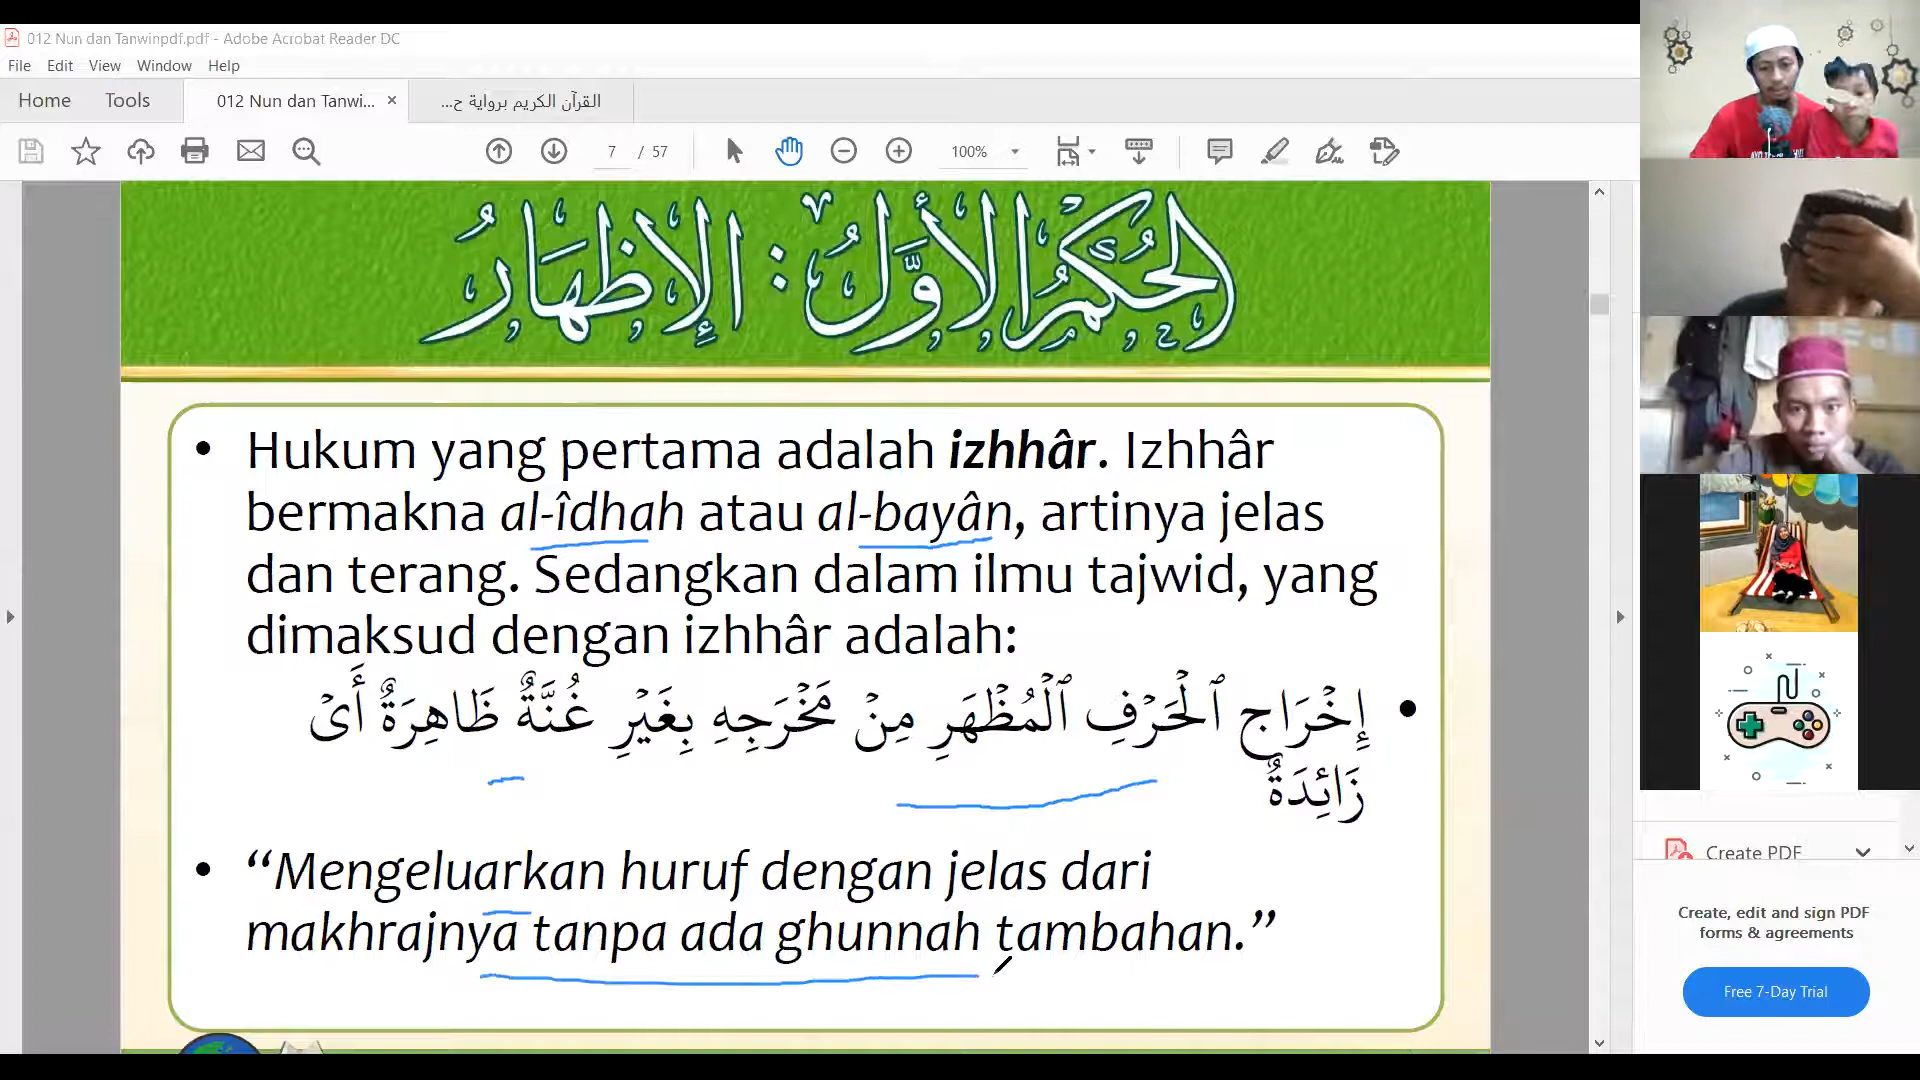 012 Nun dan Tanwinpdf.pdf - Adobe Acrobat Reader DC
File Edit View Window Help
Home Tools 012 Nun dan Tanwi... × القرآن الكريم برواية ح...
7 / 57 100%
الحُكْمُ الأَوَّلُ : الإِظْهَارُ
• Hukum yang pertama adalah izhhâr. Izhhâr
bermakna al-îdhah atau al-bayân, artinya jelas
dan terang. Sedangkan dalam ilmu tajwid, yang
dimaksud dengan izhhâr adalah:
• إِخْرَاج ٱلْحَرْفِ ٱلْمُظْهَرِ مِنْ مَخْرَجِهِ بِغَيْرِ غُنَّةٌ ظَاهِرَةٌ أَىْ
زَائِدَةٌ
• “Mengeluarkan huruf dengan jelas dari
makhrajnya tanpa ada ghunnah tambahan.”
Create PDF
Create, edit and sign PDF
forms & agreements
Free 7-Day Trial